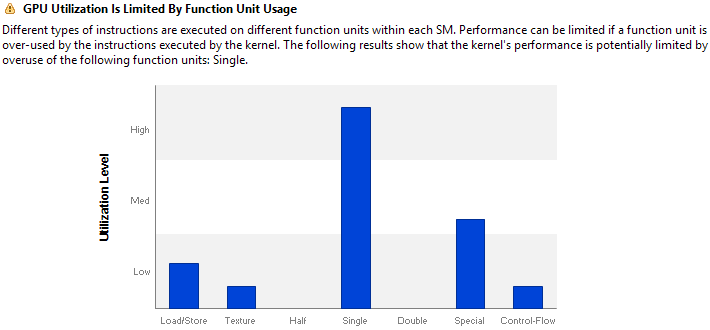 GPU Utilization Is Limited By Function Unit Usage
Different types of instructions are executed on different function units within each SM. Performance can be limited if a function unit is
over-used by the instructions executed by the kernel. The following results show that the kernel's performance is potentially limited by
overuse of the following function units: Single.
High
Med
Low
Utilization Level
Load/Store Texture Half Single Double Special Control-Flow